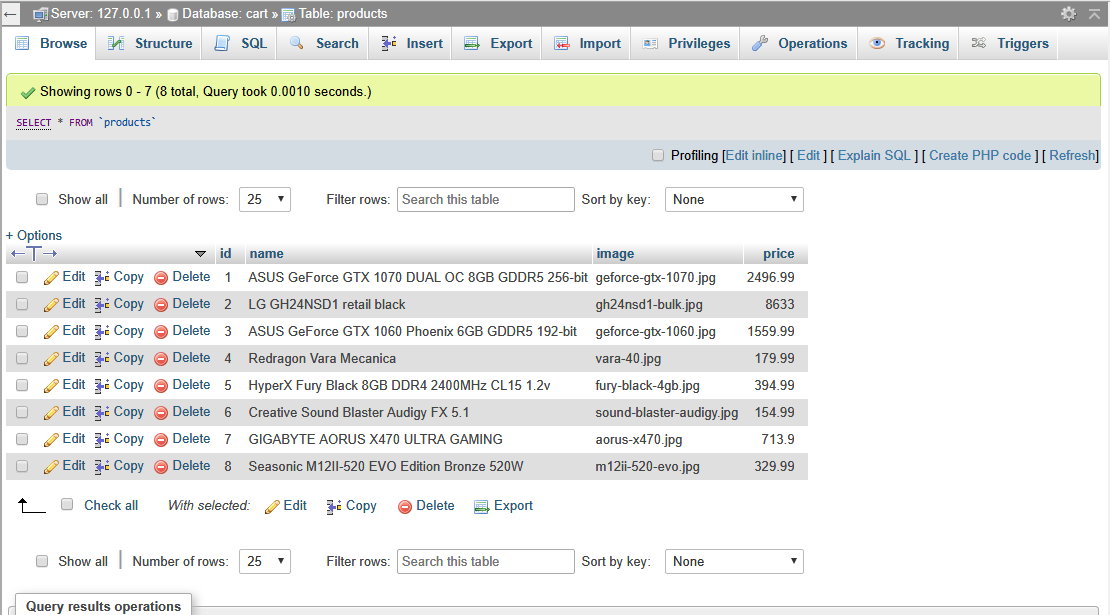 Server: 127.0.0.1 » Database: cart » Table: products
Browse Structure SQL Search Insert Export Import Privileges Operations Tracking Triggers
Showing rows 0 - 7 (8 total, Query took 0.0010 seconds.)
SELECT * FROM `products`
Profiling [Edit inline] [ Edit ] [ Explain SQL ] [ Create PHP code ] [ Refresh]
Show all | Number of rows: 25 Filter rows: Search this table Sort by key: None
+ Options
←T→ id name image price
Edit Copy Delete 1 ASUS GeForce GTX 1070 DUAL OC 8GB GDDR5 256-bit geforce-gtx-1070.jpg 2496.99
Edit Copy Delete 2 LG GH24NSD1 retail black gh24nsd1-bulk.jpg 8633
Edit Copy Delete 3 ASUS GeForce GTX 1060 Phoenix 6GB GDDR5 192-bit geforce-gtx-1060.jpg 1559.99
Edit Copy Delete 4 Redragon Vara Mecanica vara-40.jpg 179.99
Edit Copy Delete 5 HyperX Fury Black 8GB DDR4 2400MHz CL15 1.2v fury-black-4gb.jpg 394.99
Edit Copy Delete 6 Creative Sound Blaster Audigy FX 5.1 sound-blaster-audigy.jpg 154.99
Edit Copy Delete 7 GIGABYTE AORUS X470 ULTRA GAMING aorus-x470.jpg 713.9
Edit Copy Delete 8 Seasonic M12II-520 EVO Edition Bronze 520W m12ii-520-evo.jpg 329.99
Check all With selected: Edit Copy Delete Export
Show all | Number of rows: 25 Filter rows: Search this table Sort by key: None
Query results operations